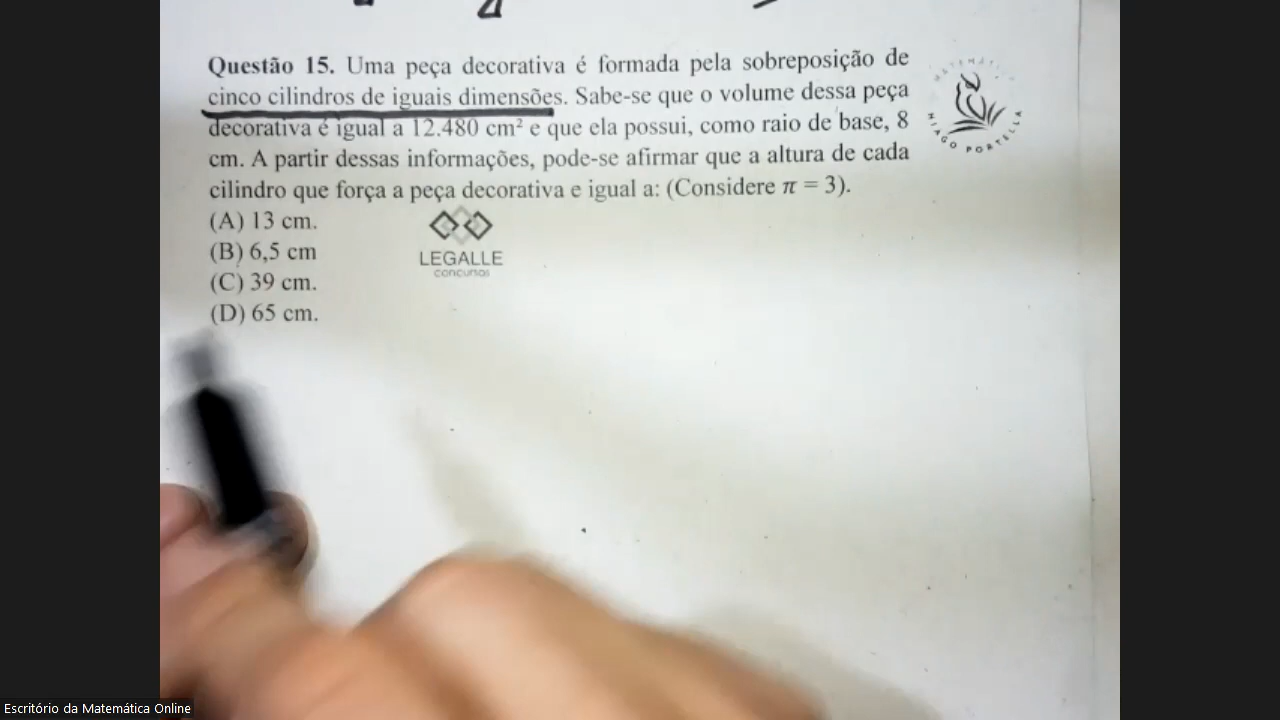 Questão 15. Uma peça decorativa é formada pela sobreposição de
cinco cilindros de iguais dimensões. Sabe-se que o volume dessa peça
decorativa é igual a 12.480 cm² e que ela possui, como raio de base, 8
cm. A partir dessas informações, pode-se afirmar que a altura de cada
cilindro que força a peça decorativa e igual a: (Considere π = 3).
(A) 13 cm.
(B) 6,5 cm
(C) 39 cm.
(D) 65 cm.
LEGALLE
concursos
PORTELLA
Escritório da Matemática Online